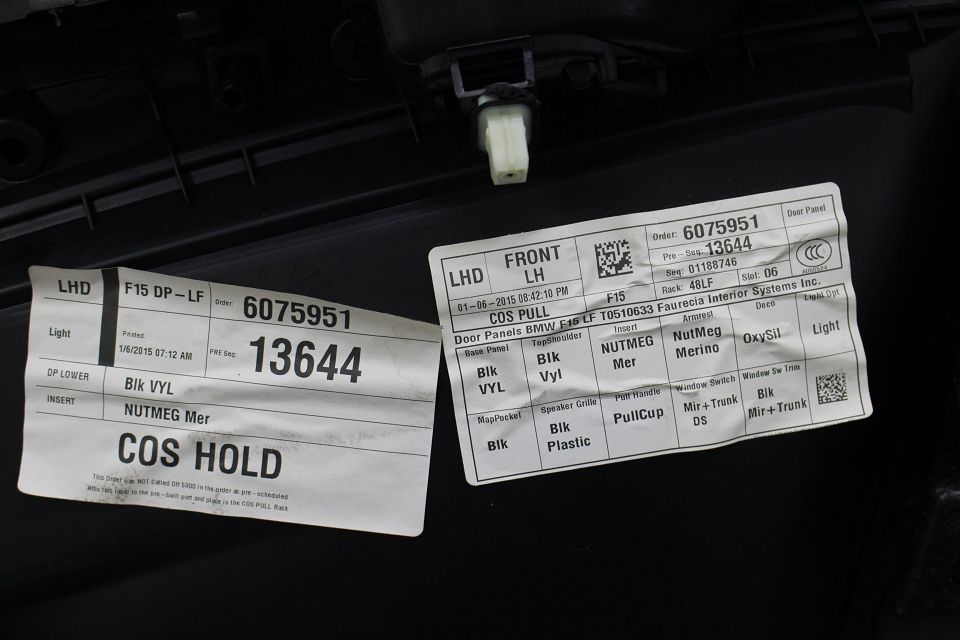 LHD
F15 DP-LF
Order: 6075951
Light
Printed:
1/6/2015 07:12 AM
PRE Seq: 13644
DP LOWER
Blk VYL
INSERT
NUTMEG Mer
COS HOLD
This Order was NOT Called Off 5300 in the order as pre-scheduled
Affix this label to the pre-built part and place in the COS PULL Rack
LHD
FRONT
LH
Order: 6075951
Door Panel
Pre-Seq: 13644
Seq: 01188746
01-06-2015 08:42:10 PM
F15
Rack: 48LF
Slot: 06
COS PULL
Door Panels BMW F15 LF T0510633 Faurecia Interior Systems Inc.
Base Panel
Blk
VYL
TopShoulder
Blk
Vyl
Insert
NUTMEG
Mer
Armrest
NutMeg
Merino
Deco
OxySil
Light Opt
Light
MapPocket
Blk
Speaker Grille
Blk
Plastic
Pull Handle
PullCup
Window Switch
Mir+Trunk
DS
Window Sw Trim
Blk
Mir+Trunk